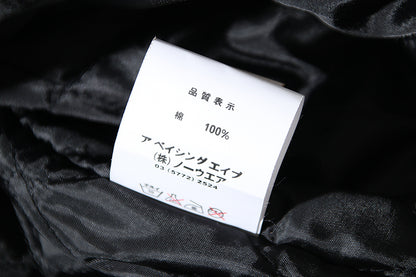 品質表示
綿 100%
ア ベイシング エイプ
(株) ノーウエア
03 (5772) 2524